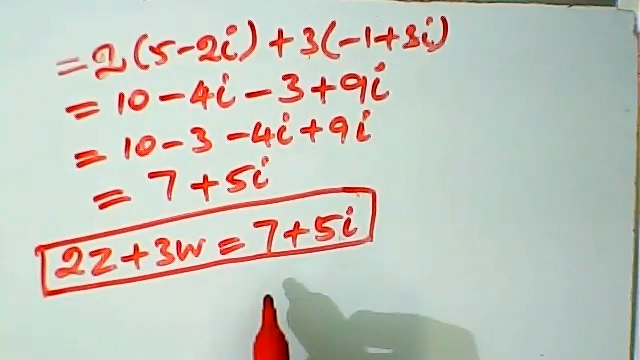 = 2(5-2i) + 3(-1+3i)
= 10 - 4i - 3 + 9i
= 10 - 3 - 4i + 9i
= 7 + 5i
2z + 3w = 7 + 5i